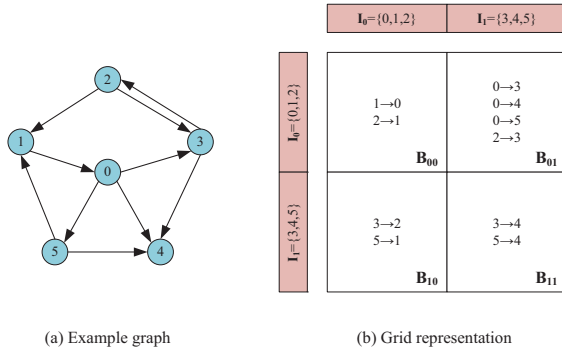 2
1
3
0
5
4
(a) Example graph
I₀={0,1,2}
I₁={3,4,5}
I₀={0,1,2}
1→0
2→1
B₀₀
0→3
0→4
0→5
2→3
B₀₁
I₁={3,4,5}
3→2
5→1
B₁₀
3→4
5→4
B₁₁
(b) Grid representation